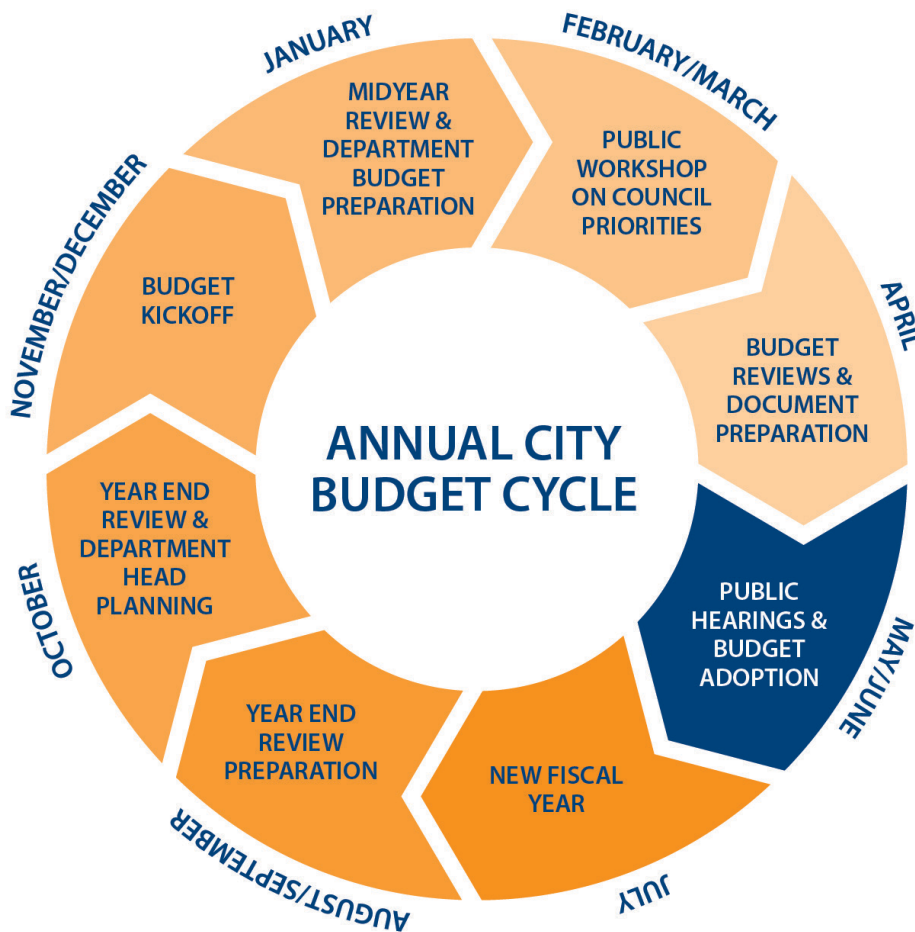 ANNUAL CITY
BUDGET CYCLE
JANUARY
MIDYEAR
REVIEW &
DEPARTMENT
BUDGET
PREPARATION
FEBRUARY/MARCH
PUBLIC
WORKSHOP
ON COUNCIL
PRIORITIES
APRIL
BUDGET
REVIEWS &
DOCUMENT
PREPARATION
MAY/JUNE
PUBLIC
HEARINGS &
BUDGET
ADOPTION
JULY
NEW FISCAL
YEAR
AUGUST/SEPTEMBER
YEAR END
REVIEW
PREPARATION
OCTOBER
YEAR END
REVIEW &
DEPARTMENT
HEAD
PLANNING
NOVEMBER/DECEMBER
BUDGET
KICKOFF